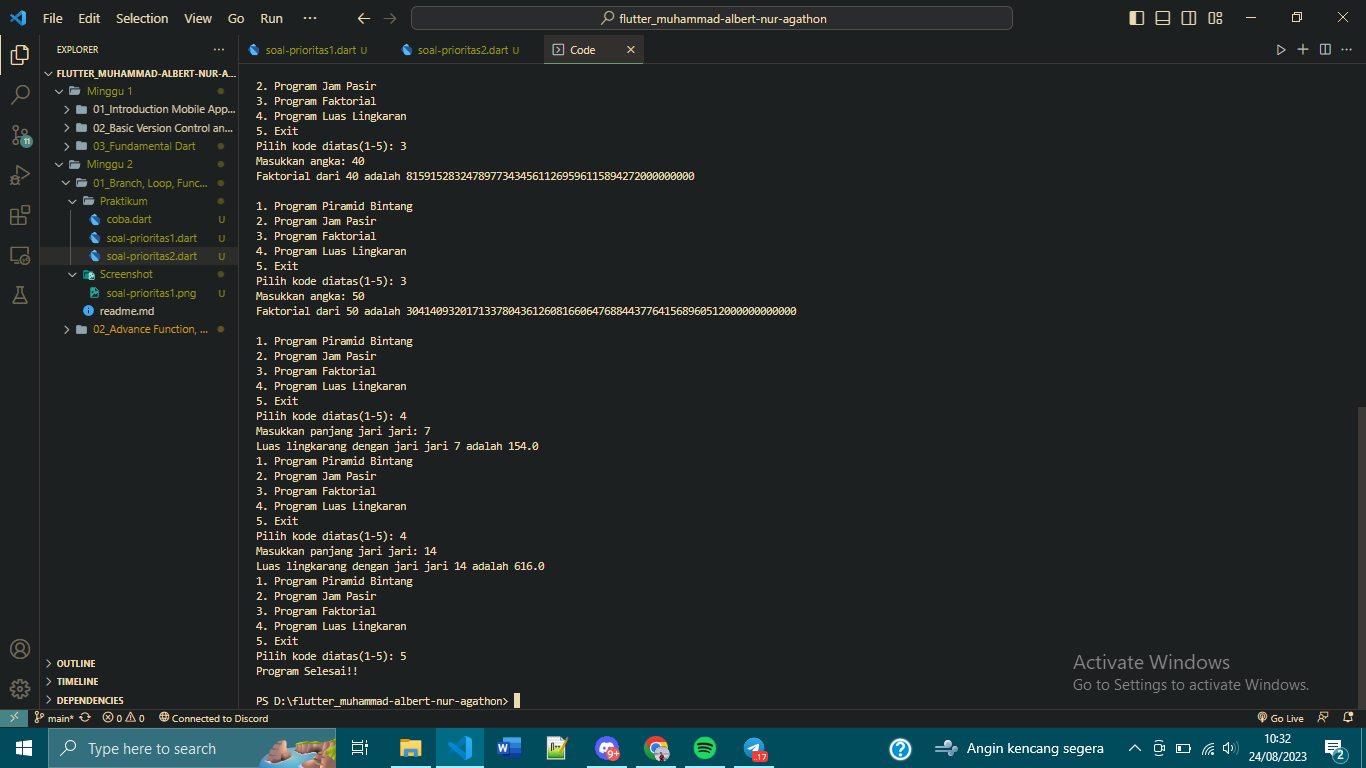 File Edit Selection View Go Run ···
flutter_muhammad-albert-nur-agathon
EXPLORER ···
FLUTTER_MUHAMMAD-ALBERT-NUR-A...
Minggu 1
01_Introduction Mobile App...
02_Basic Version Control an...
03_Fundamental Dart
Minggu 2
01_Branch, Loop, Func...
Praktikum
coba.dart U
soal-prioritas1.dart U
soal-prioritas2.dart U
Screenshot
soal-prioritas1.png U
readme.md
02_Advance Function, ...
OUTLINE
TIMELINE
DEPENDENCIES
11
soal-prioritas1.dart U
soal-prioritas2.dart U
Code
2. Program Jam Pasir
3. Program Faktorial
4. Program Luas Lingkaran
5. Exit
Pilih kode diatas(1-5): 3
Masukkan angka: 40
Faktorial dari 40 adalah 815915283247897734345611269596115894272000000000
1. Program Piramid Bintang
2. Program Jam Pasir
3. Program Faktorial
4. Program Luas Lingkaran
5. Exit
Pilih kode diatas(1-5): 3
Masukkan angka: 50
Faktorial dari 50 adalah 30414093201713378043612608166064768844377641568960512000000000000
1. Program Piramid Bintang
2. Program Jam Pasir
3. Program Faktorial
4. Program Luas Lingkaran
5. Exit
Pilih kode diatas(1-5): 4
Masukkan panjang jari jari: 7
Luas lingkarang dengan jari jari 7 adalah 154.0
1. Program Piramid Bintang
2. Program Jam Pasir
3. Program Faktorial
4. Program Luas Lingkaran
5. Exit
Pilih kode diatas(1-5): 4
Masukkan panjang jari jari: 14
Luas lingkarang dengan jari jari 14 adalah 616.0
1. Program Piramid Bintang
2. Program Jam Pasir
3. Program Faktorial
4. Program Luas Lingkaran
5. Exit
Pilih kode diatas(1-5): 5
Program Selesai!!
PS D:\flutter_muhammad-albert-nur-agathon>
Activate Windows
Go to Settings to activate Windows.
main* 0 0 Connected to Discord
Go Live
Type here to search
9+
17
Angin kencang segera
10:32
24/08/2023
2